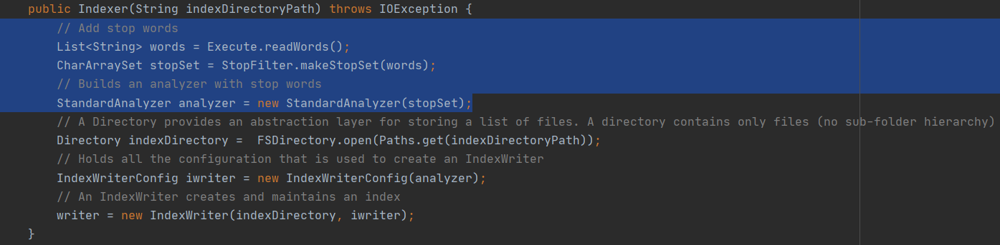 public Indexer(String indexDirectoryPath) throws IOException {
// Add stop words
List<String> words = Execute.readWords();
CharArraySet stopSet = StopFilter.makeStopSet(words);
// Builds an analyzer with stop words
StandardAnalyzer analyzer = new StandardAnalyzer(stopSet);
// A Directory provides an abstraction layer for storing a list of files. A directory contains only files (no sub-folder hierarchy)
Directory indexDirectory =  FSDirectory.open(Paths.get(indexDirectoryPath));
// Holds all the configuration that is used to create an IndexWriter
IndexWriterConfig iwriter = new IndexWriterConfig(analyzer);
// An IndexWriter creates and maintains an index
writer = new IndexWriter(indexDirectory, iwriter);
}